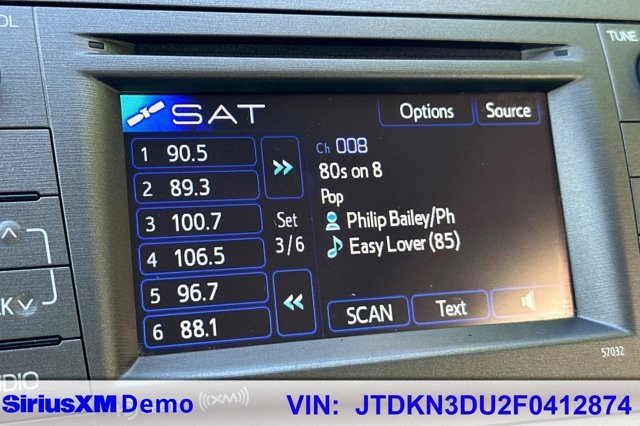 TUNE
SAT
Options
Source
1 90.5
2 89.3
3 100.7
4 106.5
5 96.7
6 88.1
Set
3/6
Ch 008
80s on 8
Pop
Philip Bailey/Ph
Easy Lover (85)
SCAN
Text
57032
SiriusXM Demo
((XM))
VIN: JTDKN3DU2F0412874